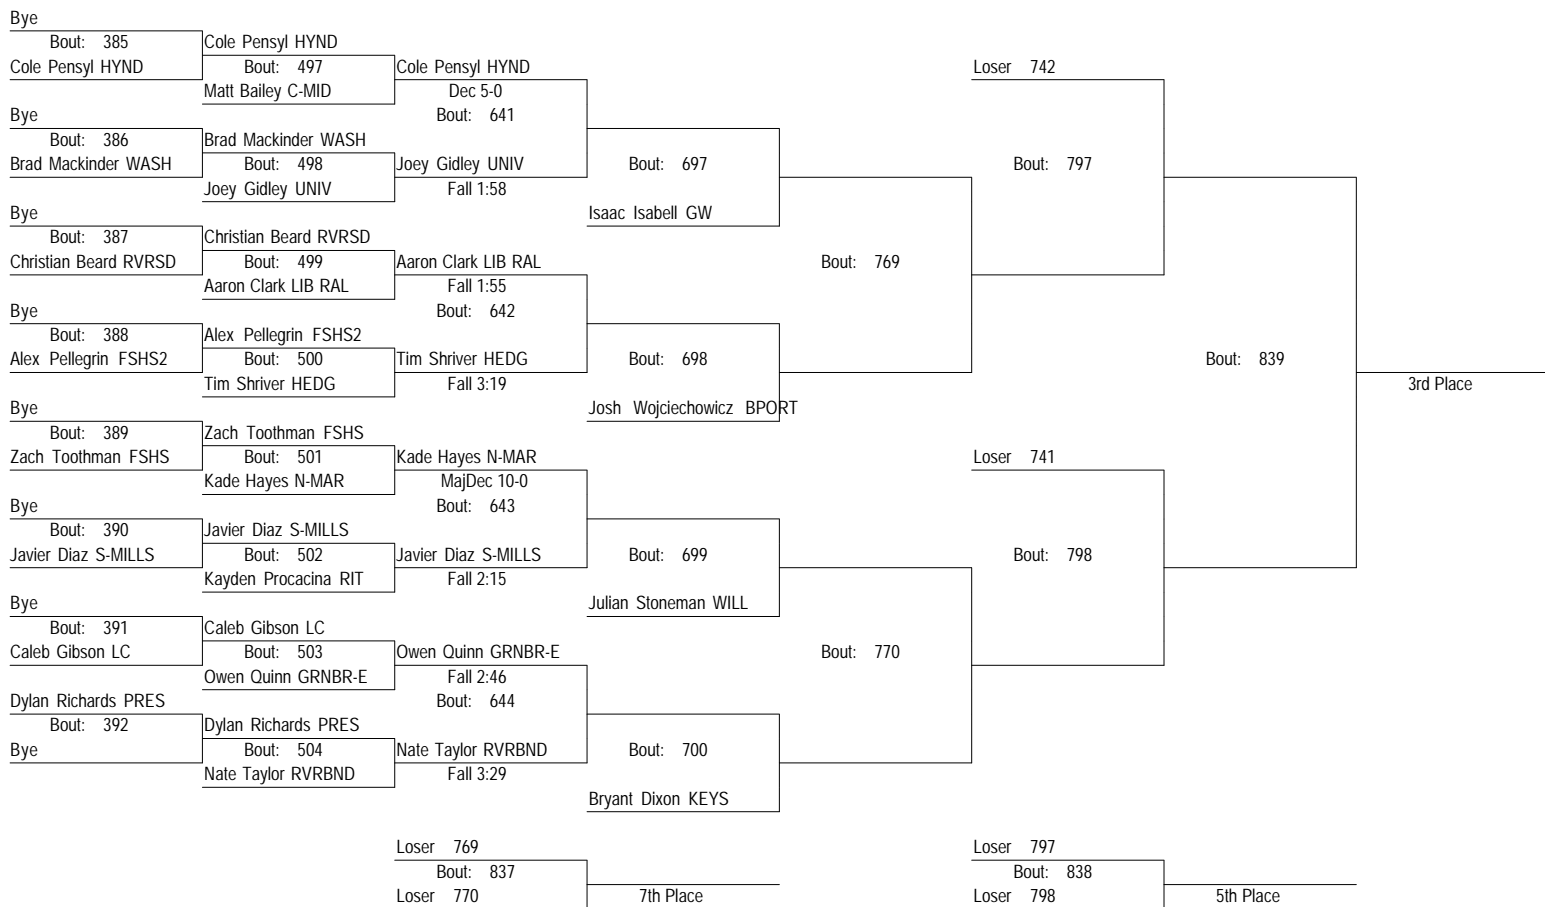 Bye
Bout: 385
Cole Pensyl HYND
Cole Pensyl HYND
Bout: 497
Matt Bailey C-MID
Cole Pensyl HYND
Dec 5-0
Bout: 641
Loser 742
Bye
Bout: 386
Brad Mackinder WASH
Brad Mackinder WASH
Bout: 498
Joey Gidley UNIV
Joey Gidley UNIV
Fall 1:58
Bout: 697
Isaac Isabell GW
Bout: 797
Bye
Bout: 387
Christian Beard RVRSD
Christian Beard RVRSD
Bout: 499
Aaron Clark LIB RAL
Aaron Clark LIB RAL
Fall 1:55
Bout: 642
Bout: 769
Bye
Bout: 388
Alex Pellegrin FSHS2
Alex Pellegrin FSHS2
Bout: 500
Tim Shriver HEDG
Tim Shriver HEDG
Fall 3:19
Bout: 698
Josh Wojciechowicz BPORT
Bout: 839
3rd Place
Bye
Bout: 389
Zach Toothman FSHS
Zach Toothman FSHS
Bout: 501
Kade Hayes N-MAR
Kade Hayes N-MAR
MajDec 10-0
Bout: 643
Loser 741
Bye
Bout: 390
Javier Diaz S-MILLS
Javier Diaz S-MILLS
Bout: 502
Kayden Procacina RIT
Javier Diaz S-MILLS
Fall 2:15
Bout: 699
Julian Stoneman WILL
Bout: 798
Bye
Bout: 391
Caleb Gibson LC
Caleb Gibson LC
Bout: 503
Owen Quinn GRNBR-E
Owen Quinn GRNBR-E
Fall 2:46
Bout: 644
Bout: 770
Dylan Richards PRES
Bout: 392
Bye
Dylan Richards PRES
Bout: 504
Nate Taylor RVRBND
Nate Taylor RVRBND
Fall 3:29
Bout: 700
Bryant Dixon KEYS
Loser 769
Bout: 837
Loser 770
7th Place
Loser 797
Bout: 838
Loser 798
5th Place